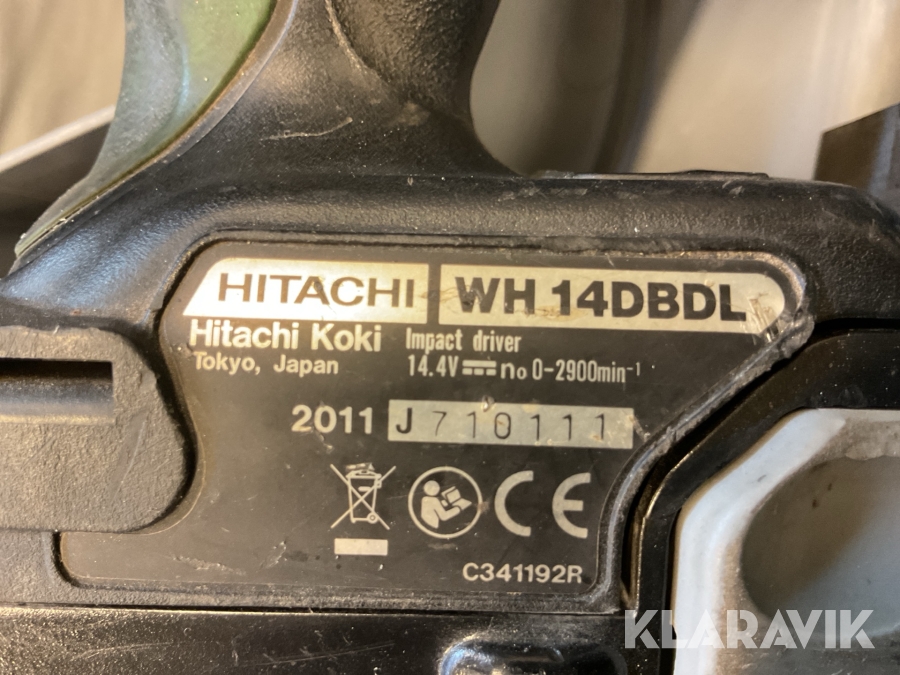 HITACHI WH 14DBDL
Hitachi Koki Impact driver
Tokyo, Japan 14.4V ⎓ no 0-2900min⁻¹
2011 J710111
CE
C341192R
KLARAVIK